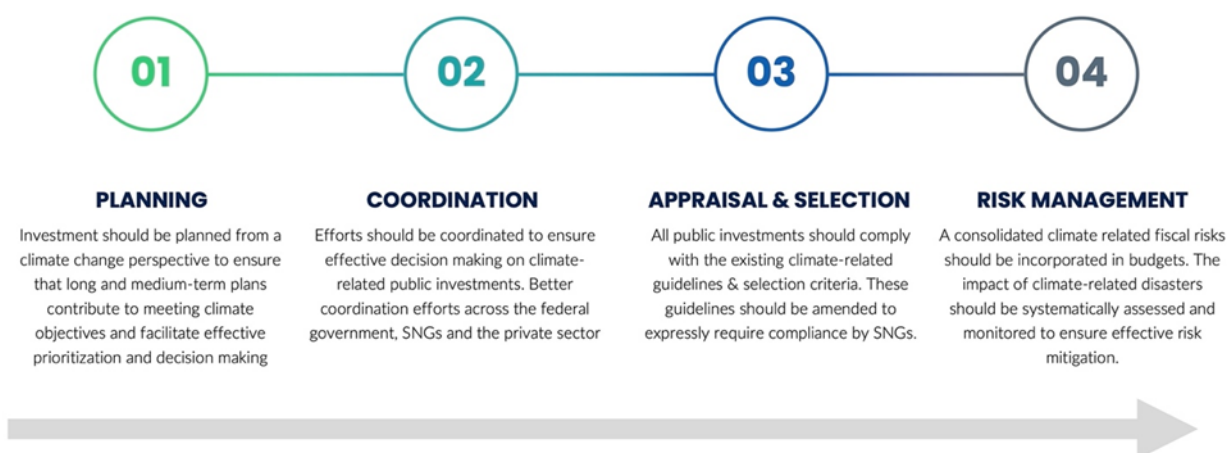 01
02
03
04
PLANNING
Investment should be planned from a
climate change perspective to ensure
that long and medium-term plans
contribute to meeting climate
objectives and facilitate effective
prioritization and decision making
COORDINATION
Efforts should be coordinated to ensure
effective decision making on climate-
related public investments. Better
coordination efforts across the federal
government, SNGs and the private sector
APPRAISAL & SELECTION
All public investments should comply
with the existing climate-related
guidelines & selection criteria. These
guidelines should be amended to
expressly require compliance by SNGs.
RISK MANAGEMENT
A consolidated climate related fiscal risks
should be incorporated in budgets. The
impact of climate-related disasters
should be systematically assessed and
monitored to ensure effective risk
mitigation.